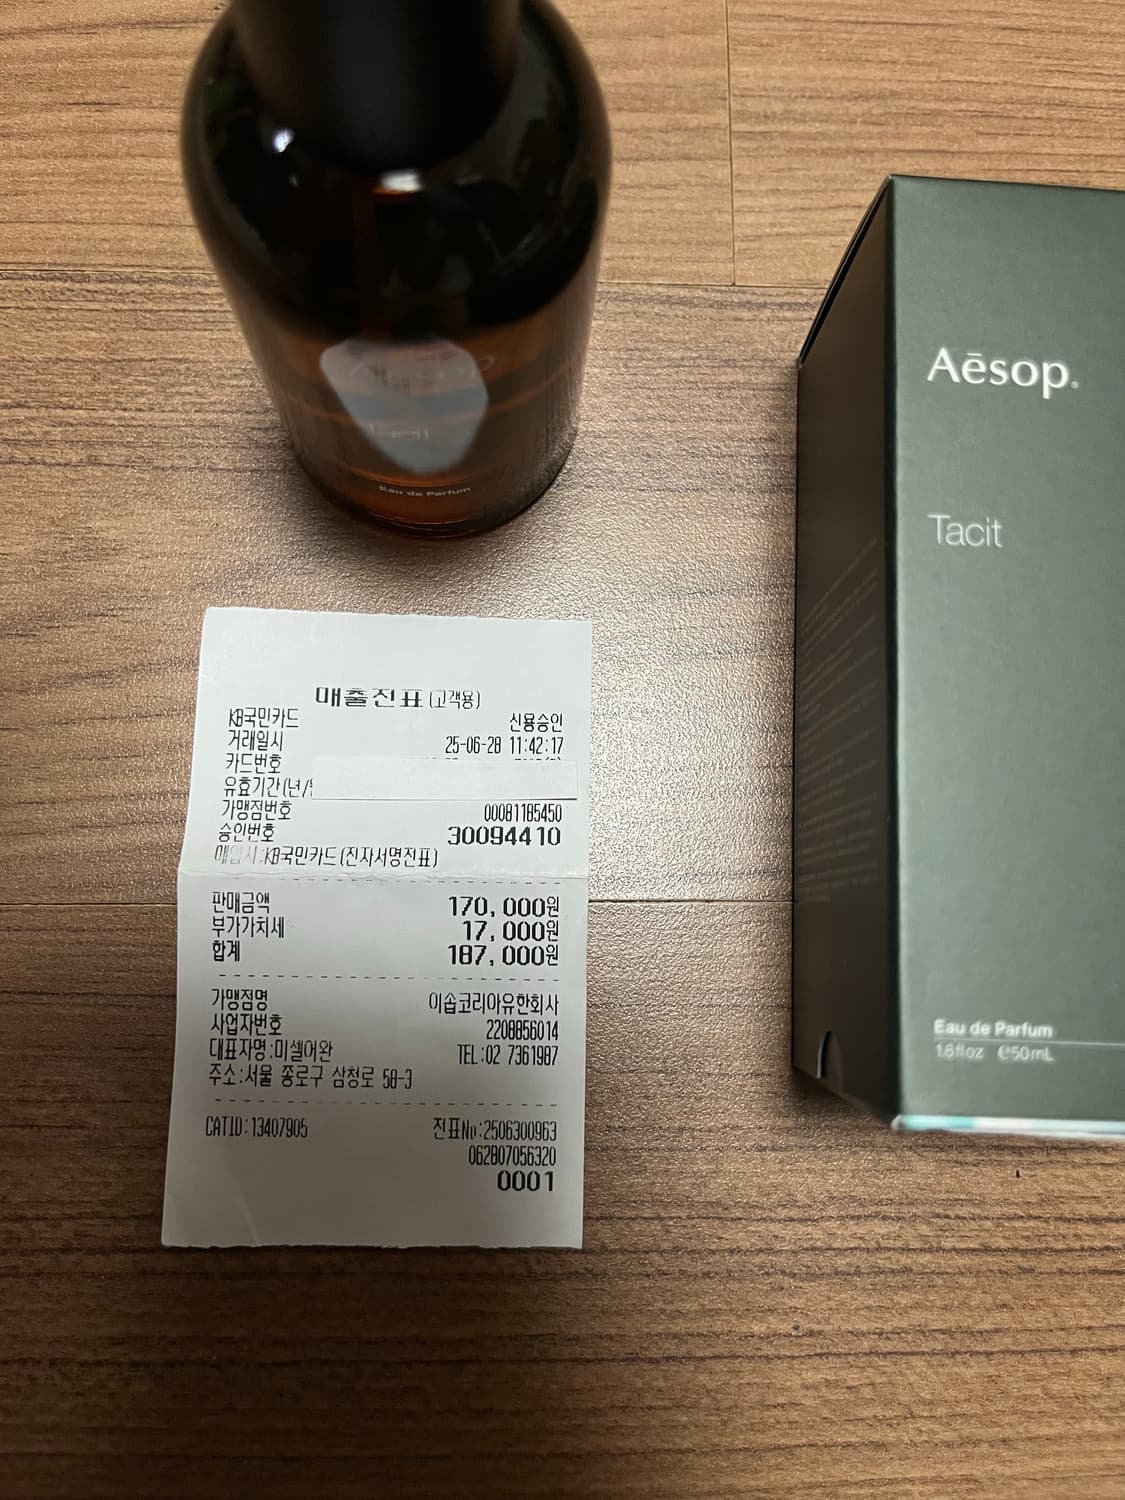 Eau de Parfum
Aēsop.
Tacit
Eau de Parfum
1.6 fl oz ℮50 mL
매출전표(고객용)
KB국민카드 신용승인
거래일시 25-06-28 11:42:17
카드번호
유효기간(년/
가맹점번호 00081185450
승인번호 30094410
매입사:KB국민카드(전자서명전표)
판매금액 170,000원
부가가치세 17,000원
합계 187,000원
가맹점명 이솝코리아유한회사
사업자번호 2208856014
대표자명:미셸어완 TEL:02 7361987
주소:서울 종로구 삼청로 58-3
CATID:13407905 전표No:2506300963
062807056320
0001